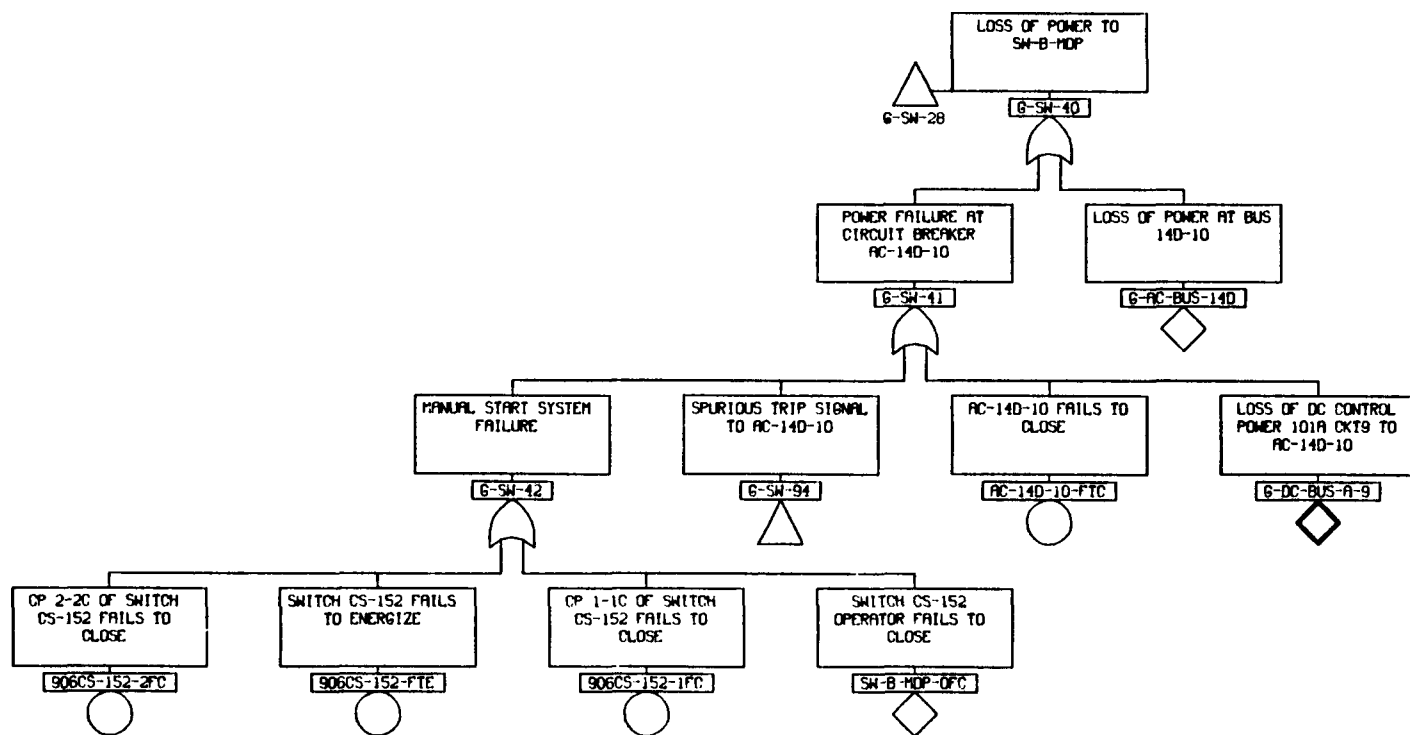 LOSS OF POWER TO
SW-B-MDP
G-SW-28
G-SW-40
POWER FAILURE AT
CIRCUIT BREAKER
AC-14D-10
LOSS OF POWER AT BUS
14D-10
G-SW-41
G-AC-BUS-14D
MANUAL START SYSTEM
FAILURE
SPURIOUS TRIP SIGNAL
TO AC-14D-10
AC-14D-10 FAILS TO
CLOSE
LOSS OF DC CONTROL
POWER 101A CKT9 TO
AC-14D-10
G-SW-42
G-SW-94
AC-14D-10-FTC
G-DC-BUS-A-9
CP 2-2C OF SWITCH
CS-152 FAILS TO
CLOSE
SWITCH CS-152 FAILS
TO ENERGIZE
CP 1-1C OF SWITCH
CS-152 FAILS TO
CLOSE
SWITCH CS-152
OPERATOR FAILS TO
CLOSE
906CS-152-2FC
906CS-152-FTE
906CS-152-1FC
SW-B-MDP-OFC